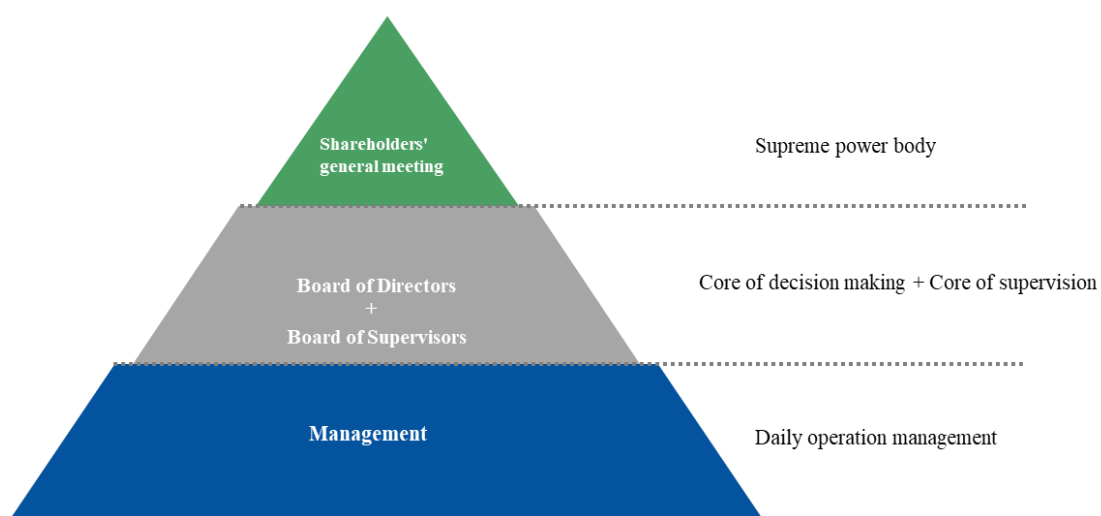 Shareholders'
general meeting
Supreme power body
Board of Directors
+
Board of Supervisors
Core of decision making + Core of supervision
Management
Daily operation management